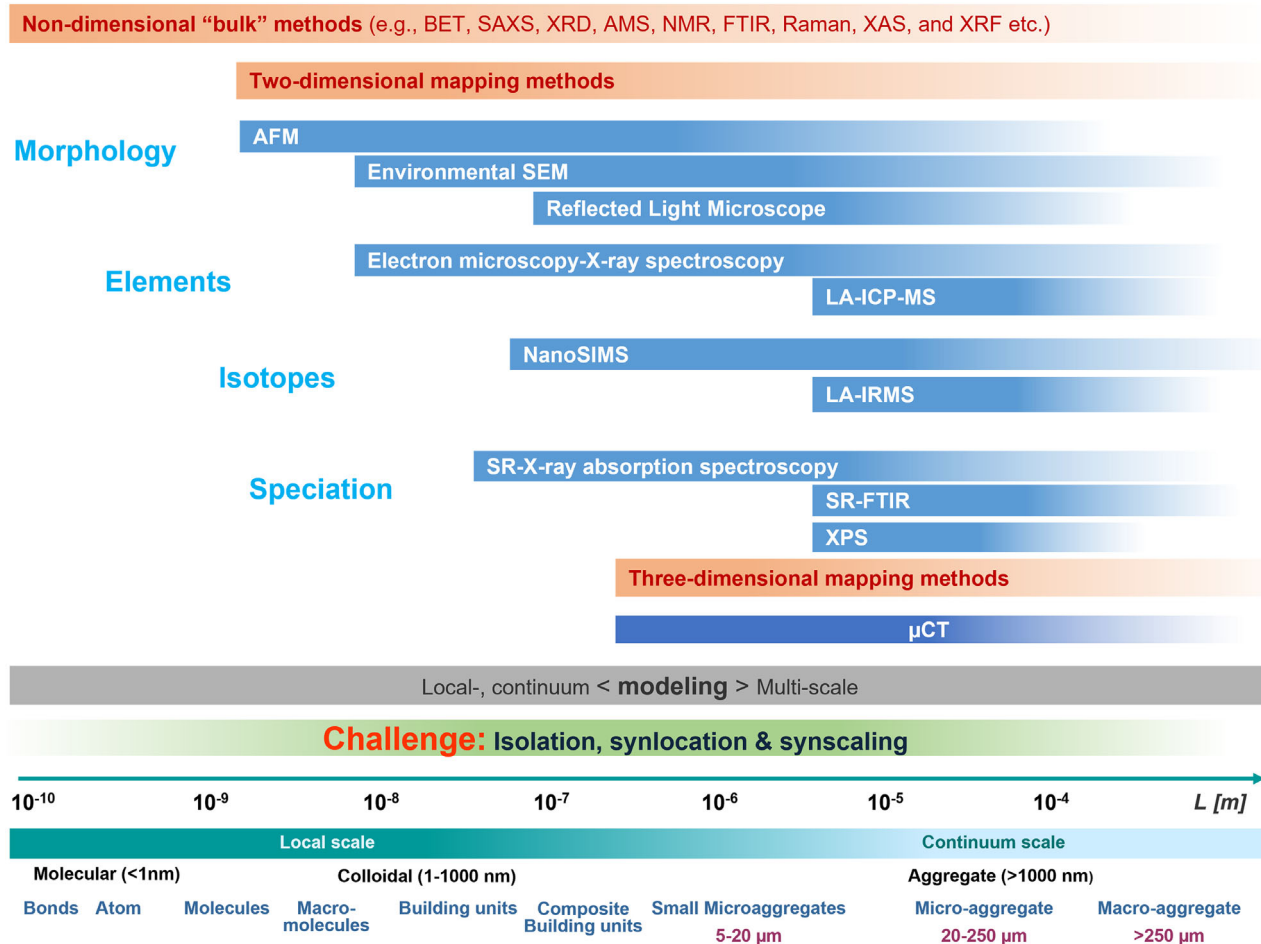 Non-dimensional “bulk” methods (e.g., BET, SAXS, XRD, AMS, NMR, FTIR, Raman, XAS, and XRF etc.)
Two-dimensional mapping methods
Morphology
AFM
Environmental SEM
Reflected Light Microscope
Elements
Electron microscopy-X-ray spectroscopy
LA-ICP-MS
Isotopes
NanoSIMS
LA-IRMS
Speciation
SR-X-ray absorption spectroscopy
SR-FTIR
XPS
Three-dimensional mapping methods
µCT
Local-, continuum < modeling > Multi-scale
Challenge: Isolation, synlocation & synscaling
10⁻¹⁰ 10⁻⁹ 10⁻⁸ 10⁻⁷ 10⁻⁶ 10⁻⁵ 10⁻⁴ L [m]
Local scale Continuum scale
Molecular (<1nm) Colloidal (1-1000 nm) Aggregate (>1000 nm)
Bonds Atom Molecules Macro- Building units Composite Small Microaggregates Micro-aggregate Macro-aggregate
molecules Building units 5-20 µm 20-250 µm >250 µm